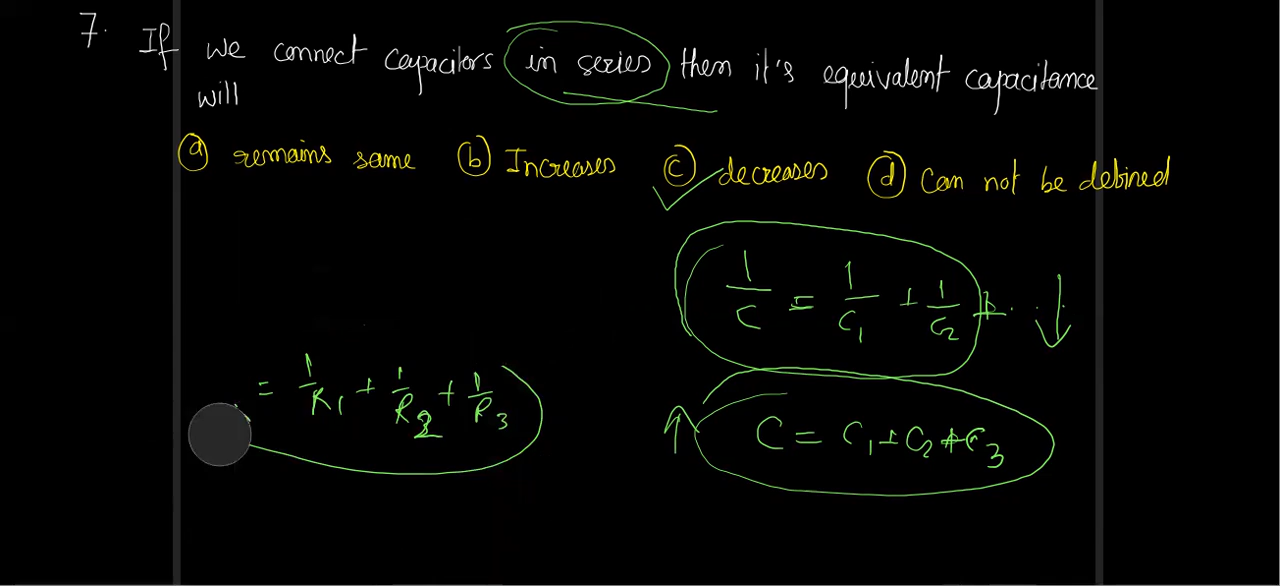 7. If we connect capacitors in series then it's equivalent capacitance
will
(a) remains same (b) Increases (c) decreases (d) Can not be defined
1/C = 1/C₁ + 1/C₂ + . . ↓
= 1/R₁ + 1/R₂ + 1/R₃
↑ C = C₁ + C₂ + C₃